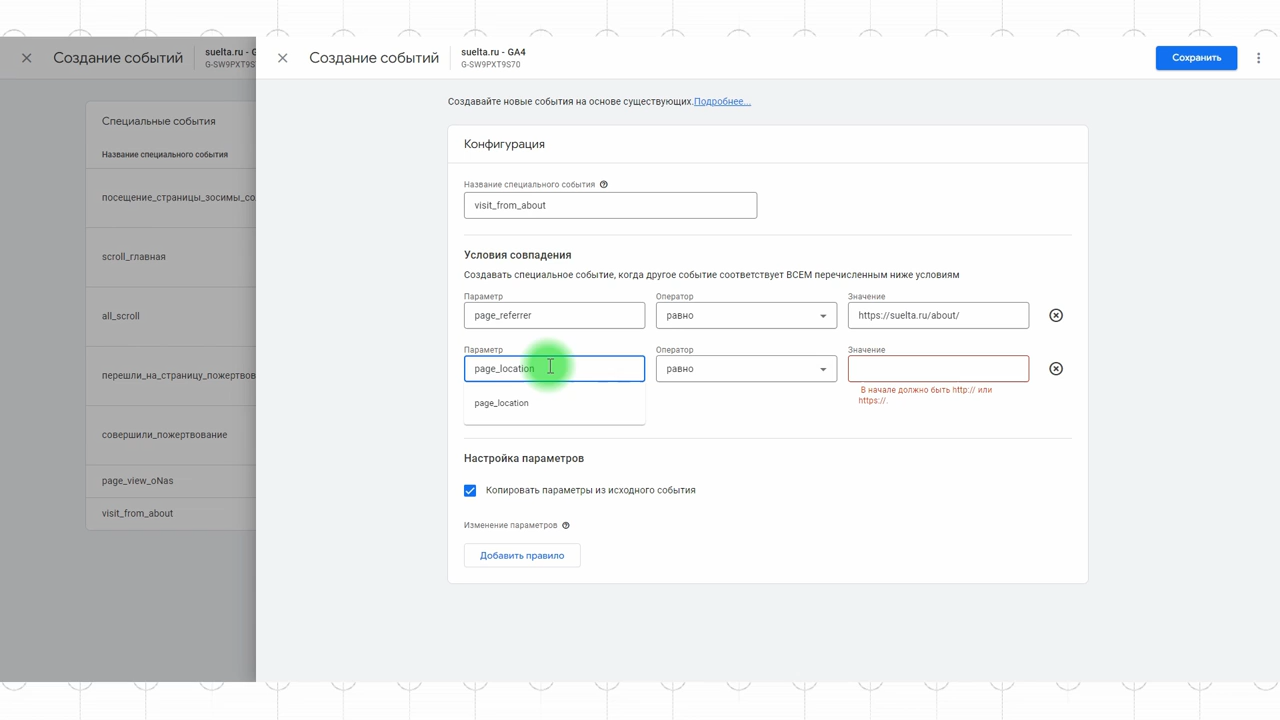 Создание событий
suelta.ru - G
G-SW9PXT9S
Специальные события
Название специального события
посещение_страницы_зосимы_со
scroll_главная
all_scroll
перешли_на_страницу_пожертвов
совершили_пожертвование
page_view_oNas
visit_from_about
Создание событий
suelta.ru - GA4
G-SW9PXT9S70
Сохранить
Создавайте новые события на основе существующих.Подробнее...
Конфигурация
Название специального события
visit_from_about
Условия совпадения
Создавать специальное событие, когда другое событие соответствует ВСЕМ перечисленным ниже условиям
Параметр Оператор Значение
page_referrer равно https://suelta.ru/about/
Параметр Оператор Значение
page_location равно
В начале должно быть http:// или
https://.
page_location
Настройка параметров
Копировать параметры из исходного события
Изменение параметров
Добавить правило